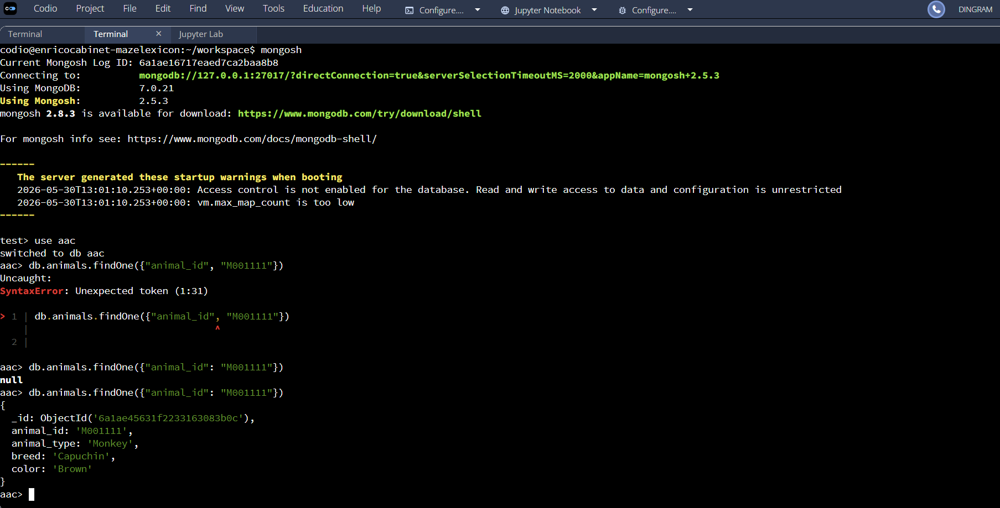 CO Codio Project File Edit Find View Tools Education Help Configure.... Jupyter Notebook Configure.... DINGRAM
Terminal Terminal × Jupyter Lab
codio@enricocabinet-mazelexicon:~/workspace$ mongosh
Current Mongosh Log ID: 6a1ae16717eaed7ca2baa8b8
Connecting to: mongodb://127.0.0.1:27017/?directConnection=true&serverSelectionTimeoutMS=2000&appName=mongosh+2.5.3
Using MongoDB: 7.0.21
Using Mongosh: 2.5.3
mongosh 2.8.3 is available for download: https://www.mongodb.com/try/download/shell
For mongosh info see: https://www.mongodb.com/docs/mongodb-shell/
------
The server generated these startup warnings when booting
2026-05-30T13:01:10.253+00:00: Access control is not enabled for the database. Read and write access to data and configuration is unrestricted
2026-05-30T13:01:10.253+00:00: vm.max_map_count is too low
------
test> use aac
switched to db aac
aac> db.animals.findOne({"animal_id", "M001111"})
Uncaught:
SyntaxError: Unexpected token (1:31)
> 1 | db.animals.findOne({"animal_id", "M001111"})
| ^
2 |
aac> db.animals.findOne({"animal_id": "M001111"})
null
aac> db.animals.findOne({"animal_id": "M001111"})
{
_id: ObjectId('6a1ae45631f2233163083b0c'),
animal_id: 'M001111',
animal_type: 'Monkey',
breed: 'Capuchin',
color: 'Brown'
}
aac>